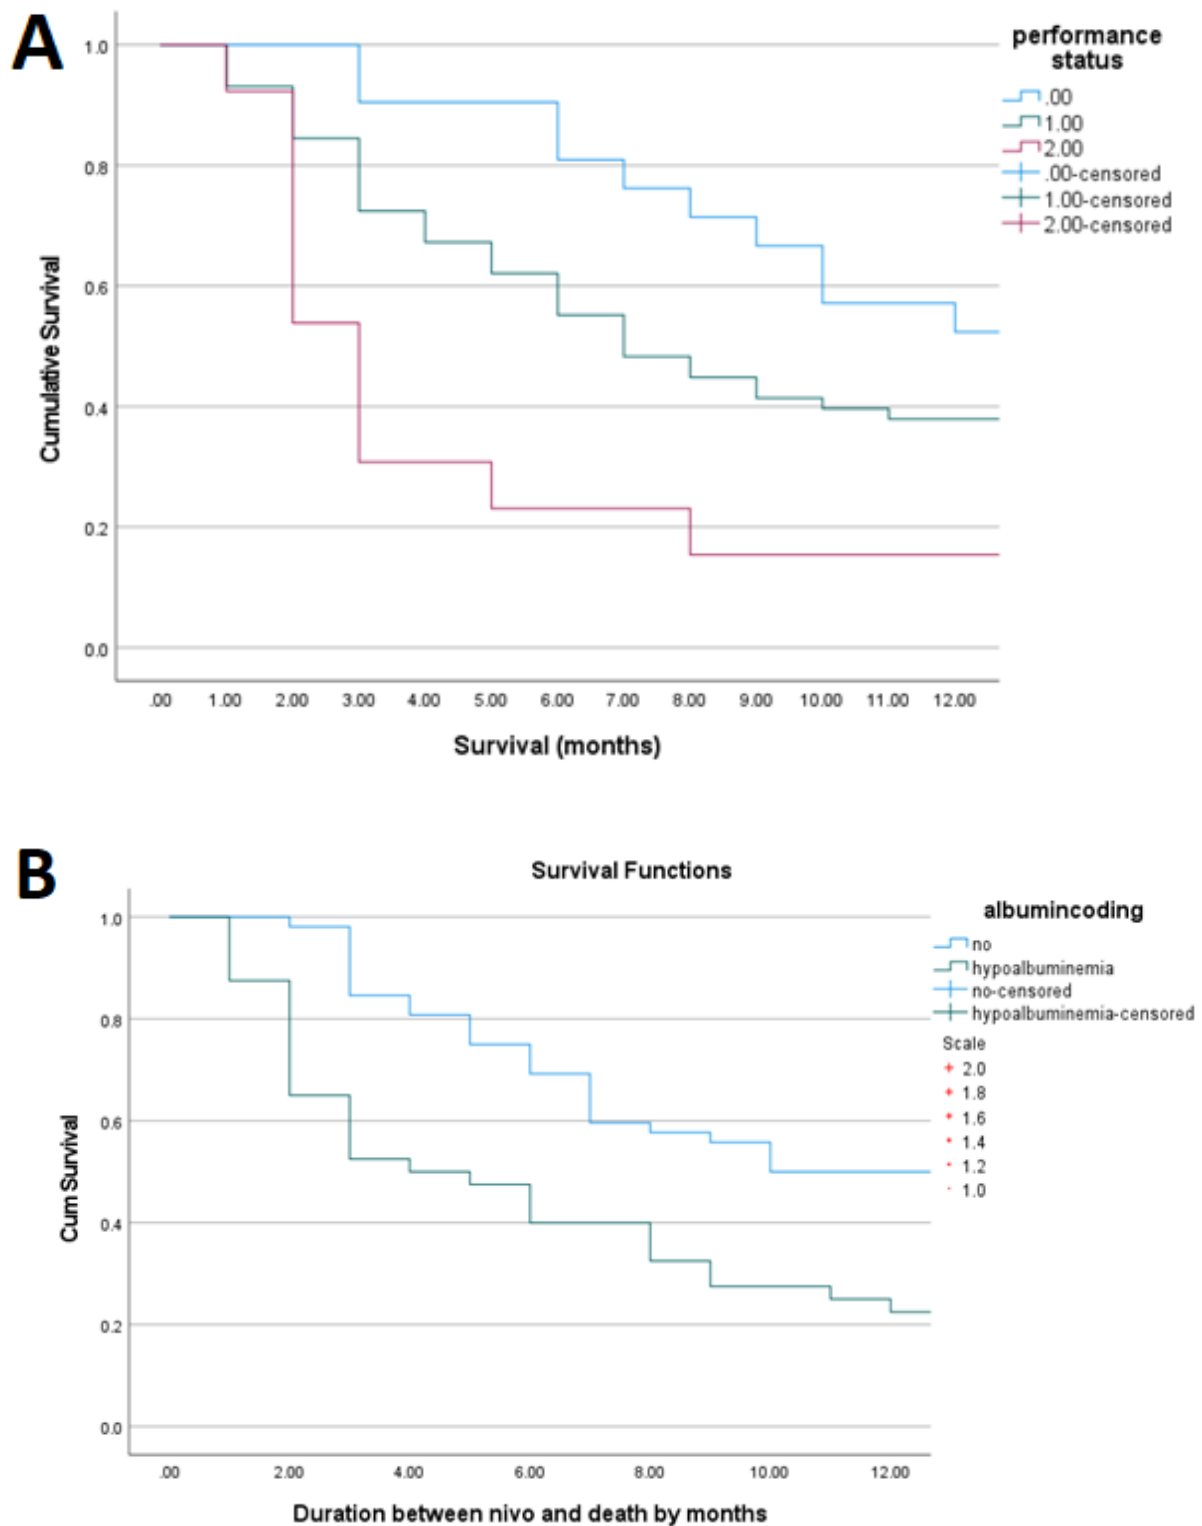 A
performance
status
.00
1.00
2.00
.00-censored
1.00-censored
2.00-censored
Cumulative Survival
1.0
0.8
0.6
0.4
0.2
0.0
.00 1.00 2.00 3.00 4.00 5.00 6.00 7.00 8.00 9.00 10.00 11.00 12.00
Survival (months)
B
Survival Functions
albumincoding
no
hypoalbuminemia
no-censored
hypoalbuminemia-censored
Scale
2.0
1.8
1.6
1.4
1.2
1.0
Cum Survival
1.0
0.8
0.6
0.4
0.2
0.0
.00 2.00 4.00 6.00 8.00 10.00 12.00
Duration between nivo and death by months